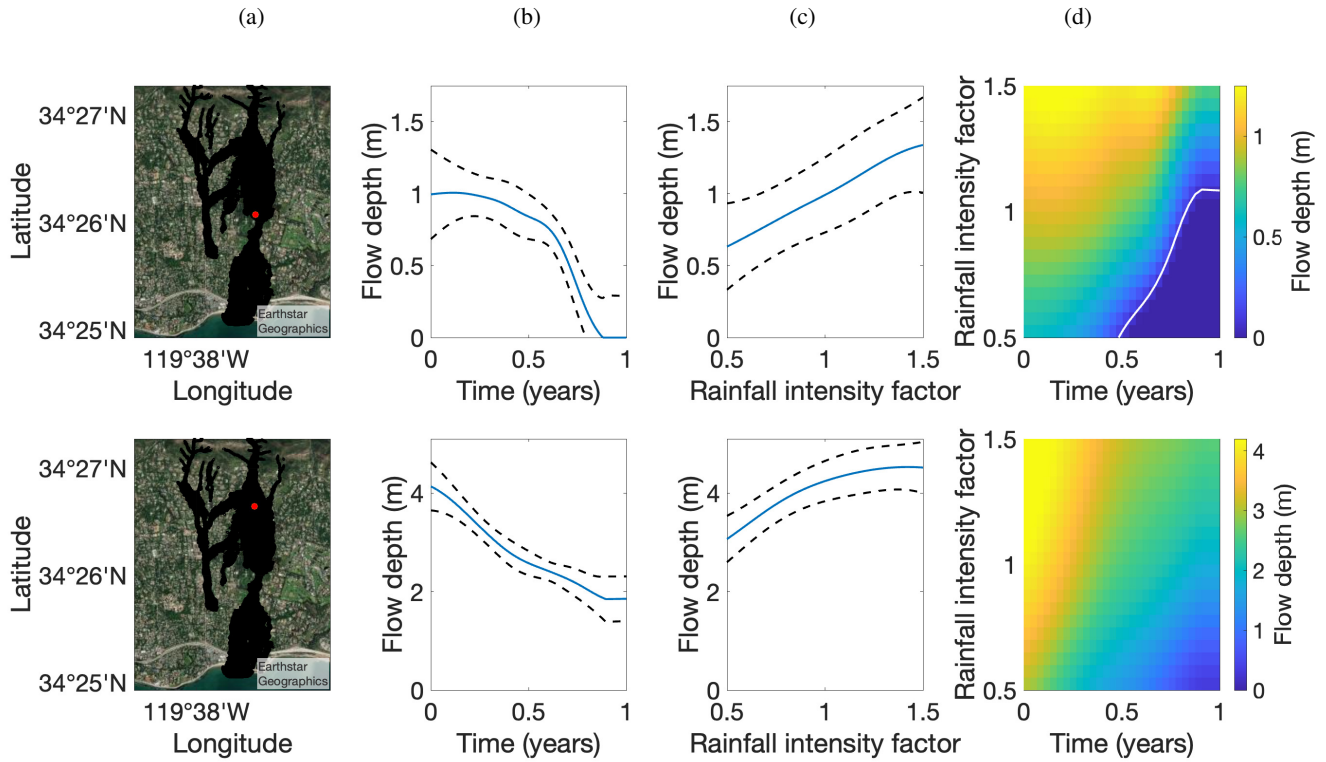 (a)
(b)
(c)
(d)
34°27'N
34°26'N
34°25'N
Latitude
119°38'W
Longitude
Earthstar
Geographics
1.5
1
0.5
0
Flow depth (m)
0
0.5
1
Time (years)
1.5
1
0.5
0
Flow depth (m)
0.5
1
1.5
Rainfall intensity factor
1.5
1
0.5
Rainfall intensity factor
0
0.5
1
Time (years)
1
0.5
0
Flow depth (m)
34°27'N
34°26'N
34°25'N
Latitude
119°38'W
Longitude
Earthstar
Geographics
4
2
0
Flow depth (m)
0
0.5
1
Time (years)
4
2
0
Flow depth (m)
0.5
1
1.5
Rainfall intensity factor
1.5
1
0.5
Rainfall intensity factor
0
0.5
1
Time (years)
4
3
2
1
0
Flow depth (m)